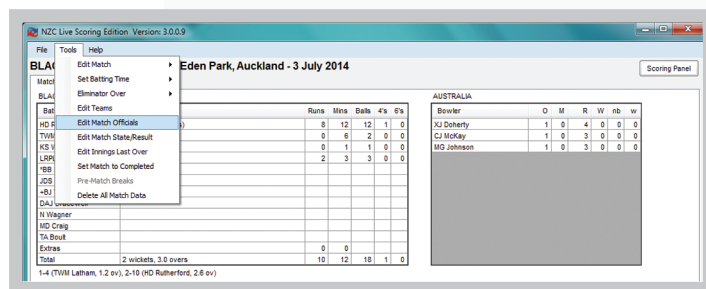 NZC Live Scoring Edition Version: 3.0.0.9
File Tools Help
Eden Park, Auckland - 3 July 2014
Scoring Panel
Edit Match
Set Batting Time
Eliminator Over
Edit Teams
Edit Match Officials
Edit Match State/Result
Edit Innings Last Over
Set Match to Completed
Pre-Match Breaks
Delete All Match Data
Runs Mins Balls 4's 6's
8 12 12 1 0
0 6 2 0 0
0 1 1 0 0
2 3 3 0 0
N Wagner
MD Craig
TA Boult
Extras 0 0
Total 2 wickets, 3.0 overs 10 12 18 1 0
1-4 (TWM Latham, 1.2 ov), 2-10 (HD Rutherford, 2.6 ov)
AUSTRALIA
Bowler O M R W nb w
XJ Doherty 1 0 4 0 0 0
CJ McKay 1 0 3 0 0 0
MG Johnson 1 0 3 0 0 0